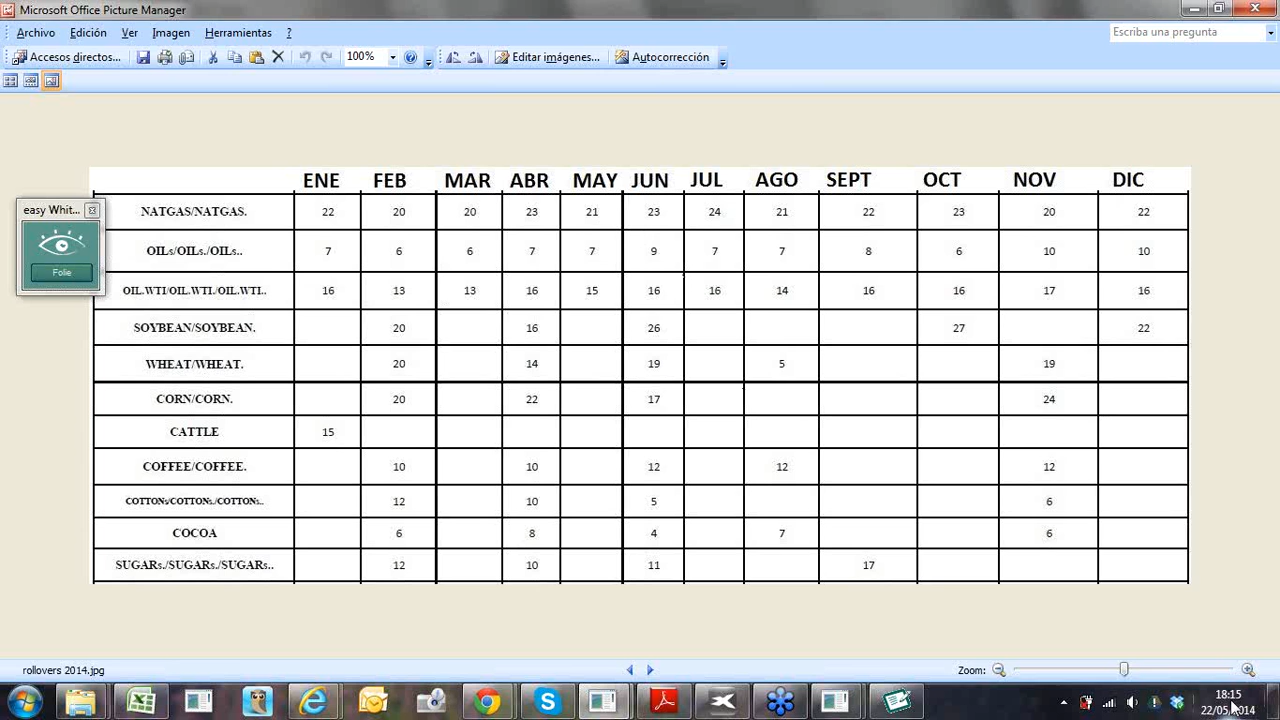 Microsoft Office Picture Manager
Archivo Edición Ver Imagen Herramientas ?
Escriba una pregunta
Accesos directos... 100% Editar imágenes... Autocorrección
ENE FEB MAR ABR MAY JUN JUL AGO SEPT OCT NOV DIC
NATGAS/NATGAS. 22 20 20 23 21 23 24 21 22 23 20 22
easy Whit...
Folie
OILs/OILs./OILs.. 7 6 6 7 7 9 7 7 8 6 10 10
OIL.WTI/OIL.WTI./OIL.WTI.. 16 13 13 16 15 16 16 14 16 16 17 16
SOYBEAN/SOYBEAN. 20 16 26 27 22
WHEAT/WHEAT. 20 14 19 5 19
CORN/CORN. 20 22 17 24
CATTLE 15
COFFEE/COFFEE. 10 10 12 12 12
COTTONs/COTTONs./COTTONs.. 12 10 5 6
COCOA 6 8 4 7 6
SUGARs./SUGARs./SUGARs.. 12 10 11 17
rollovers 2014.jpg
Zoom:
18:15
22/05/2014